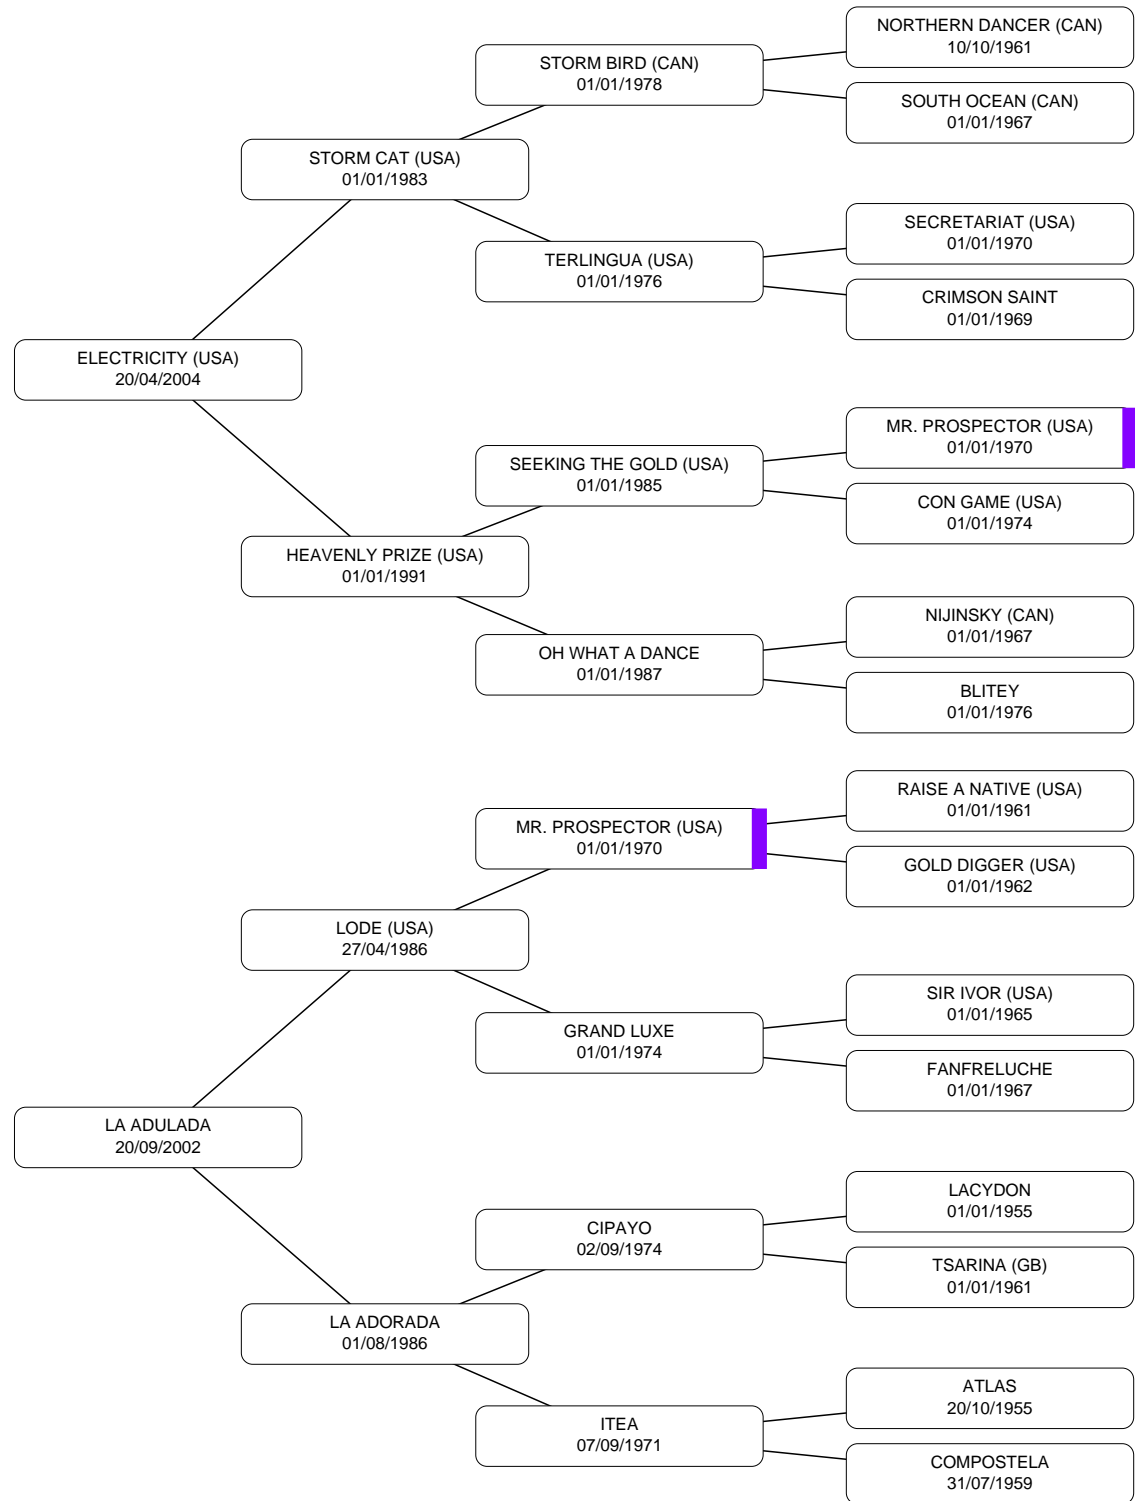 NORTHERN DANCER (CAN)
10/10/1961
STORM BIRD (CAN)
01/01/1978
SOUTH OCEAN (CAN)
01/01/1967
STORM CAT (USA)
01/01/1983
SECRETARIAT (USA)
01/01/1970
TERLINGUA (USA)
01/01/1976
CRIMSON SAINT
01/01/1969
ELECTRICITY (USA)
20/04/2004
MR. PROSPECTOR (USA)
01/01/1970
SEEKING THE GOLD (USA)
01/01/1985
CON GAME (USA)
01/01/1974
HEAVENLY PRIZE (USA)
01/01/1991
NIJINSKY (CAN)
01/01/1967
OH WHAT A DANCE
01/01/1987
BLITEY
01/01/1976
RAISE A NATIVE (USA)
01/01/1961
MR. PROSPECTOR (USA)
01/01/1970
GOLD DIGGER (USA)
01/01/1962
LODE (USA)
27/04/1986
SIR IVOR (USA)
01/01/1965
GRAND LUXE
01/01/1974
FANFRELUCHE
01/01/1967
LA ADULADA
20/09/2002
LACYDON
01/01/1955
CIPAYO
02/09/1974
TSARINA (GB)
01/01/1961
LA ADORADA
01/08/1986
ATLAS
20/10/1955
ITEA
07/09/1971
COMPOSTELA
31/07/1959